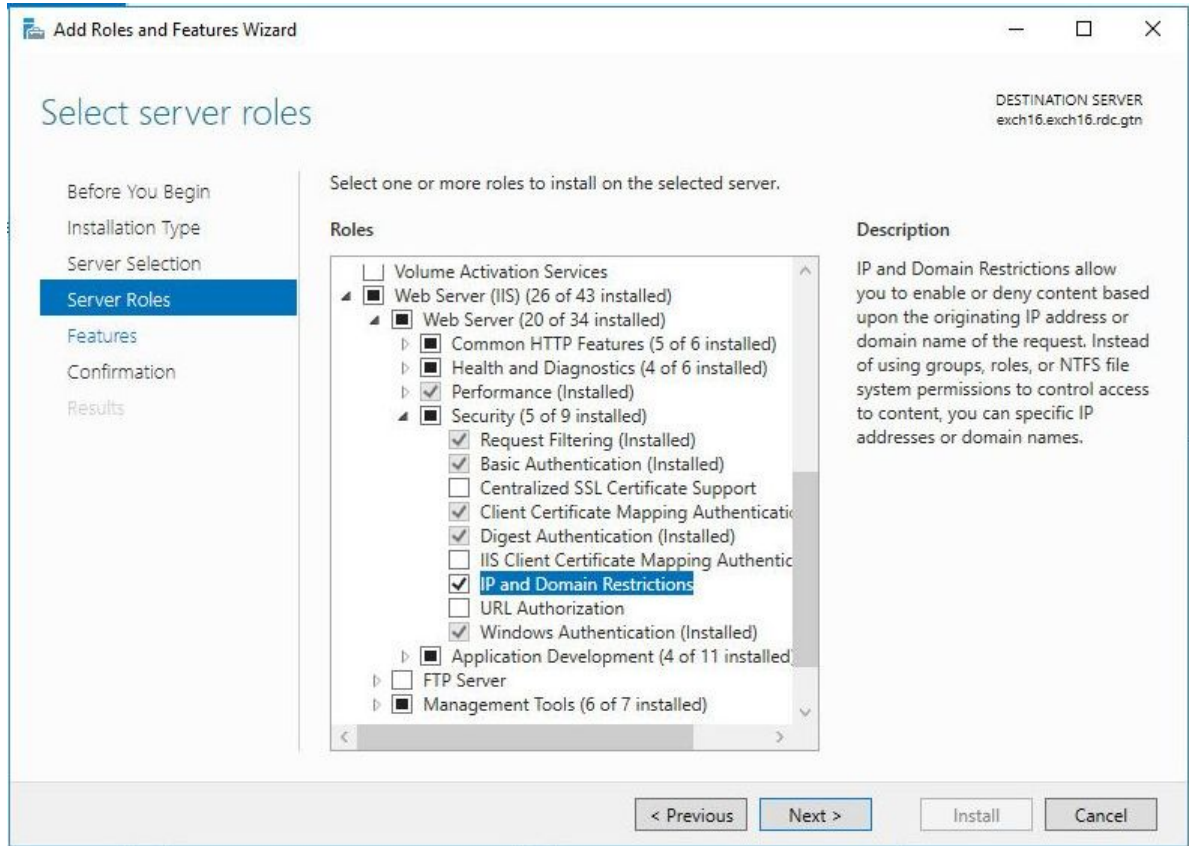 Add Roles and Features Wizard
Select server roles
DESTINATION SERVER
exch16.exch16.rdc.gtn
Before You Begin
Installation Type
Server Selection
Server Roles
Features
Confirmation
Results
Select one or more roles to install on the selected server.
Roles
Volume Activation Services
Web Server (IIS) (26 of 43 installed)
Web Server (20 of 34 installed)
Common HTTP Features (5 of 6 installed)
Health and Diagnostics (4 of 6 installed)
Performance (Installed)
Security (5 of 9 installed)
Request Filtering (Installed)
Basic Authentication (Installed)
Centralized SSL Certificate Support
Client Certificate Mapping Authenticatio
Digest Authentication (Installed)
IIS Client Certificate Mapping Authentic
IP and Domain Restrictions
URL Authorization
Windows Authentication (Installed)
Application Development (4 of 11 installed)
FTP Server
Management Tools (6 of 7 installed)
Description
IP and Domain Restrictions allow
you to enable or deny content based
upon the originating IP address or
domain name of the request. Instead
of using groups, roles, or NTFS file
system permissions to control access
to content, you can specific IP
addresses or domain names.
< Previous
Next >
Install
Cancel